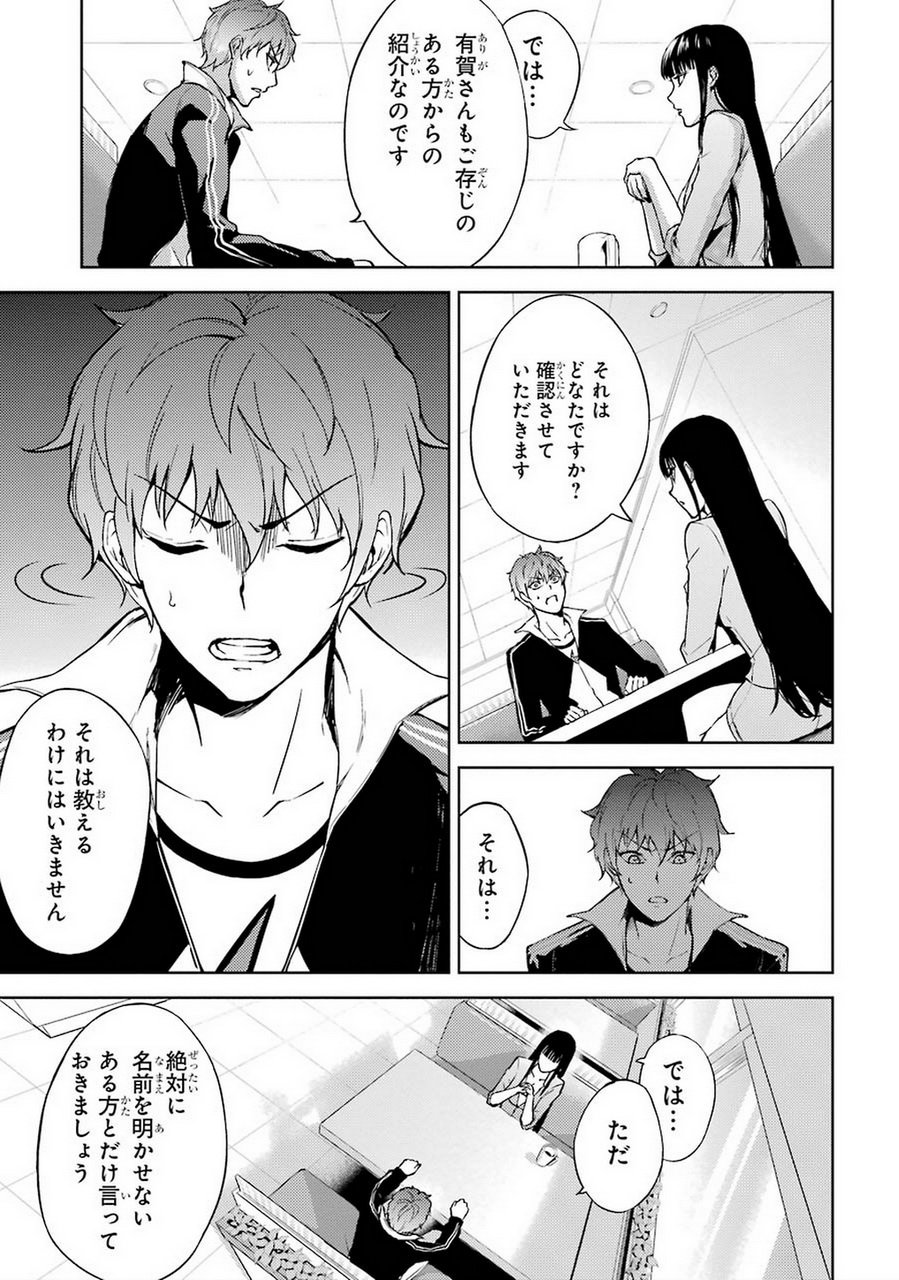 では…
有賀さんもご存じの
ある方からの
紹介なのです
それは
どなたですか？
確認させて
いただきます
それは…
それは教える
わけにはいきません
では…
ただ
絶対に
名前を明かせない
ある方とだけ言って
おきましょう